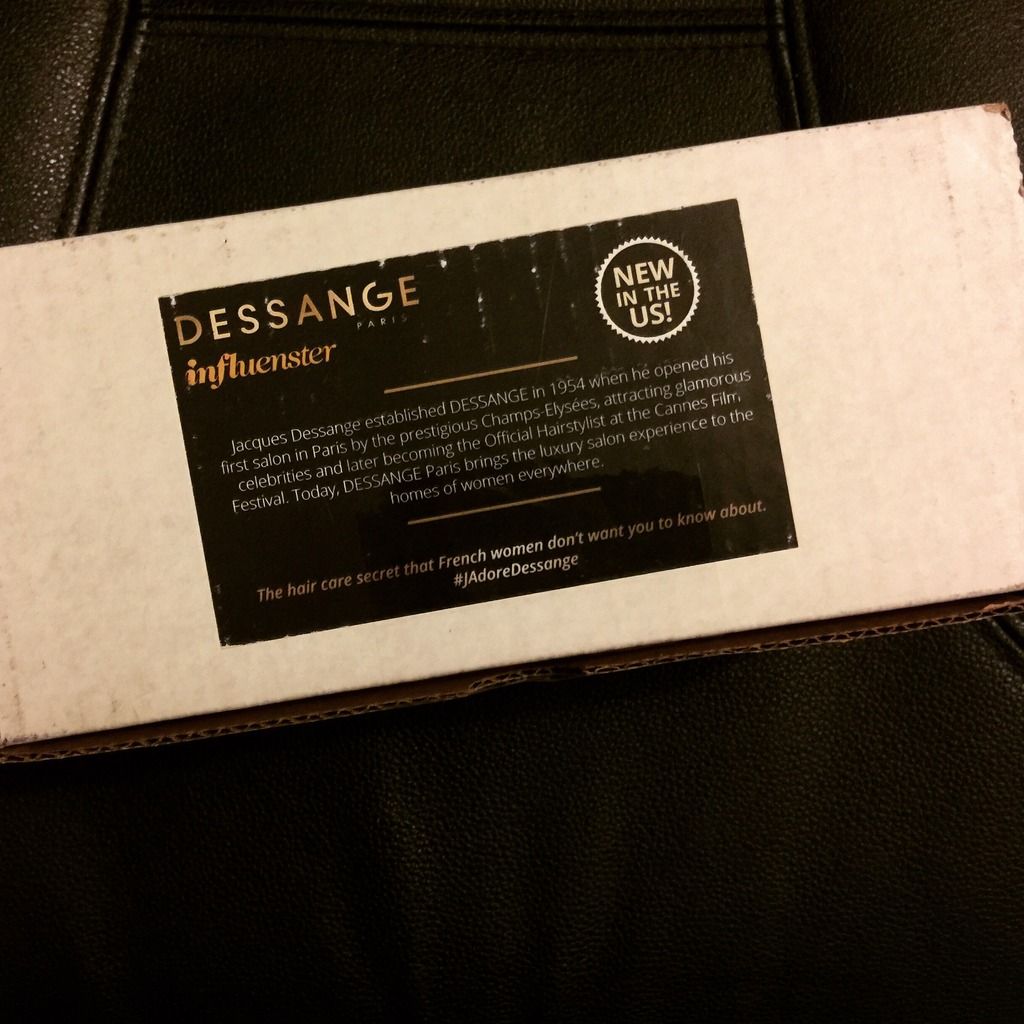 DESSANGE
PARIS
influenster
NEW
IN THE
US!
Jacques Dessange established DESSANGE in 1954 when he opened his
first salon in Paris by the prestigious Champs-Elysées, attracting glamorous
celebrities and later becoming the Official Hairstylist at the Cannes Film
Festival. Today, DESSANGE Paris brings the luxury salon experience to the
homes of women everywhere.
The hair care secret that French women don't want you to know about.
#JAdoreDessange